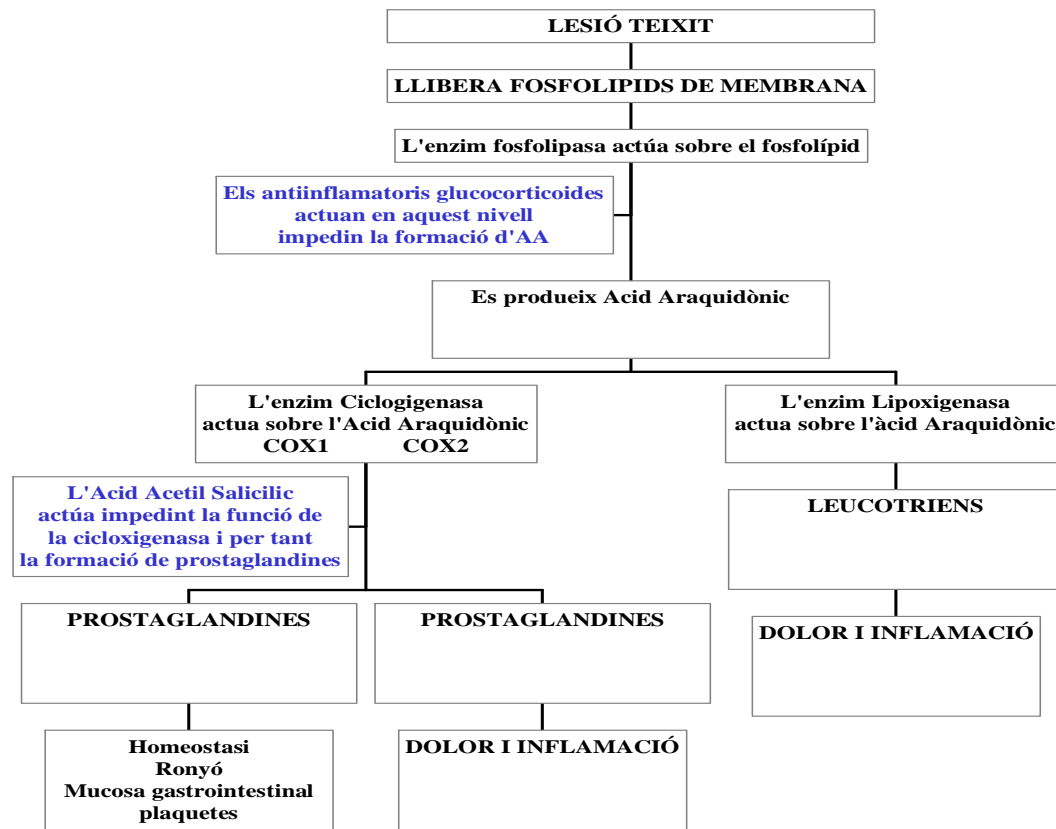 LESIÓ TEIXIT
LLIBERA FOSFOLIPIDS DE MEMBRANA
L'enzim fosfolipasa actúa sobre el fosfolípid
Els antiinflamatoris glucocorticoides
actuan en aquest nivell
impedin la formació d'AA
Es produeix Acid Araquidònic
L'enzim Ciclogigenasa
actua sobre l'Acid Araquidònic
COX1 COX2
L'enzim Lipoxigenasa
actua sobre l'àcid Araquidònic
L'Acid Acetil Salicilic
actúa impedint la funció de
la cicloxigenasa i per tant
la formació de prostaglandines
LEUCOTRIENS
PROSTAGLANDINES
PROSTAGLANDINES
DOLOR I INFLAMACIÓ
Homeostasi
Ronyó
Mucosa gastrointestinal
plaquetes
DOLOR I INFLAMACIÓ